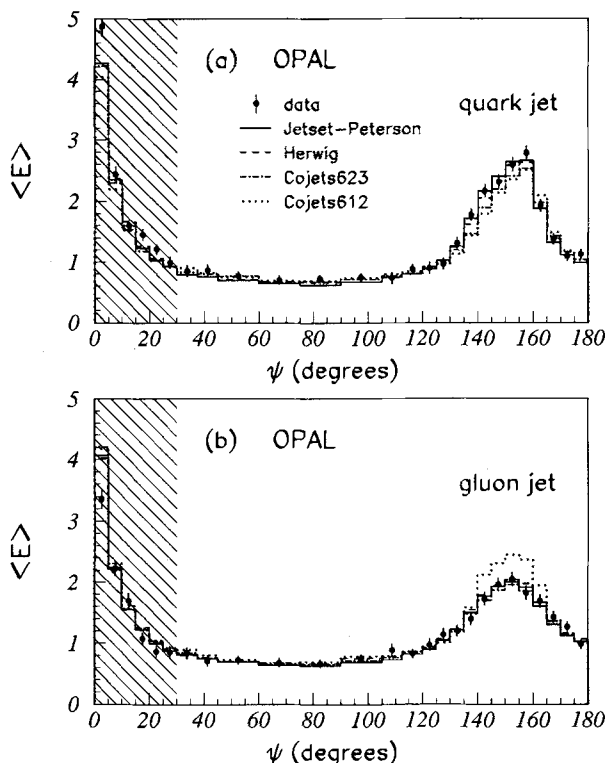 5
4
3
2
1
0
<E>
(a) OPAL
data
Jetset-Peterson
Herwig
Cojets623
Cojets612
quark jet
0 20 40 60 80 100 120 140 160 180
ψ (degrees)
5
4
3
2
1
0
<E>
(b) OPAL
gluon jet
0 20 40 60 80 100 120 140 160 180
ψ (degrees)